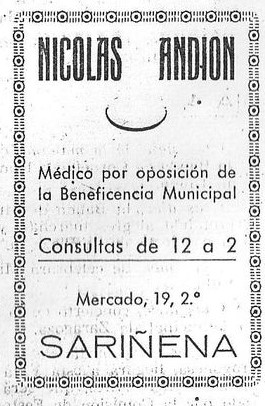 NICOLAS ANDION
Médico por oposición de
la Beneficencia Municipal
Consultas de 12 a 2
Mercado, 19, 2.º
SARIÑENA